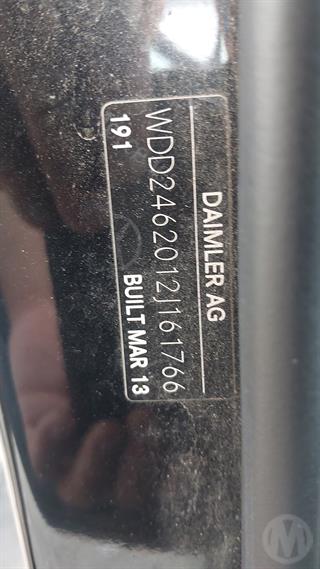 DAIMLER AG
WDD2462012J161766
191 BUILT MAR 13
M